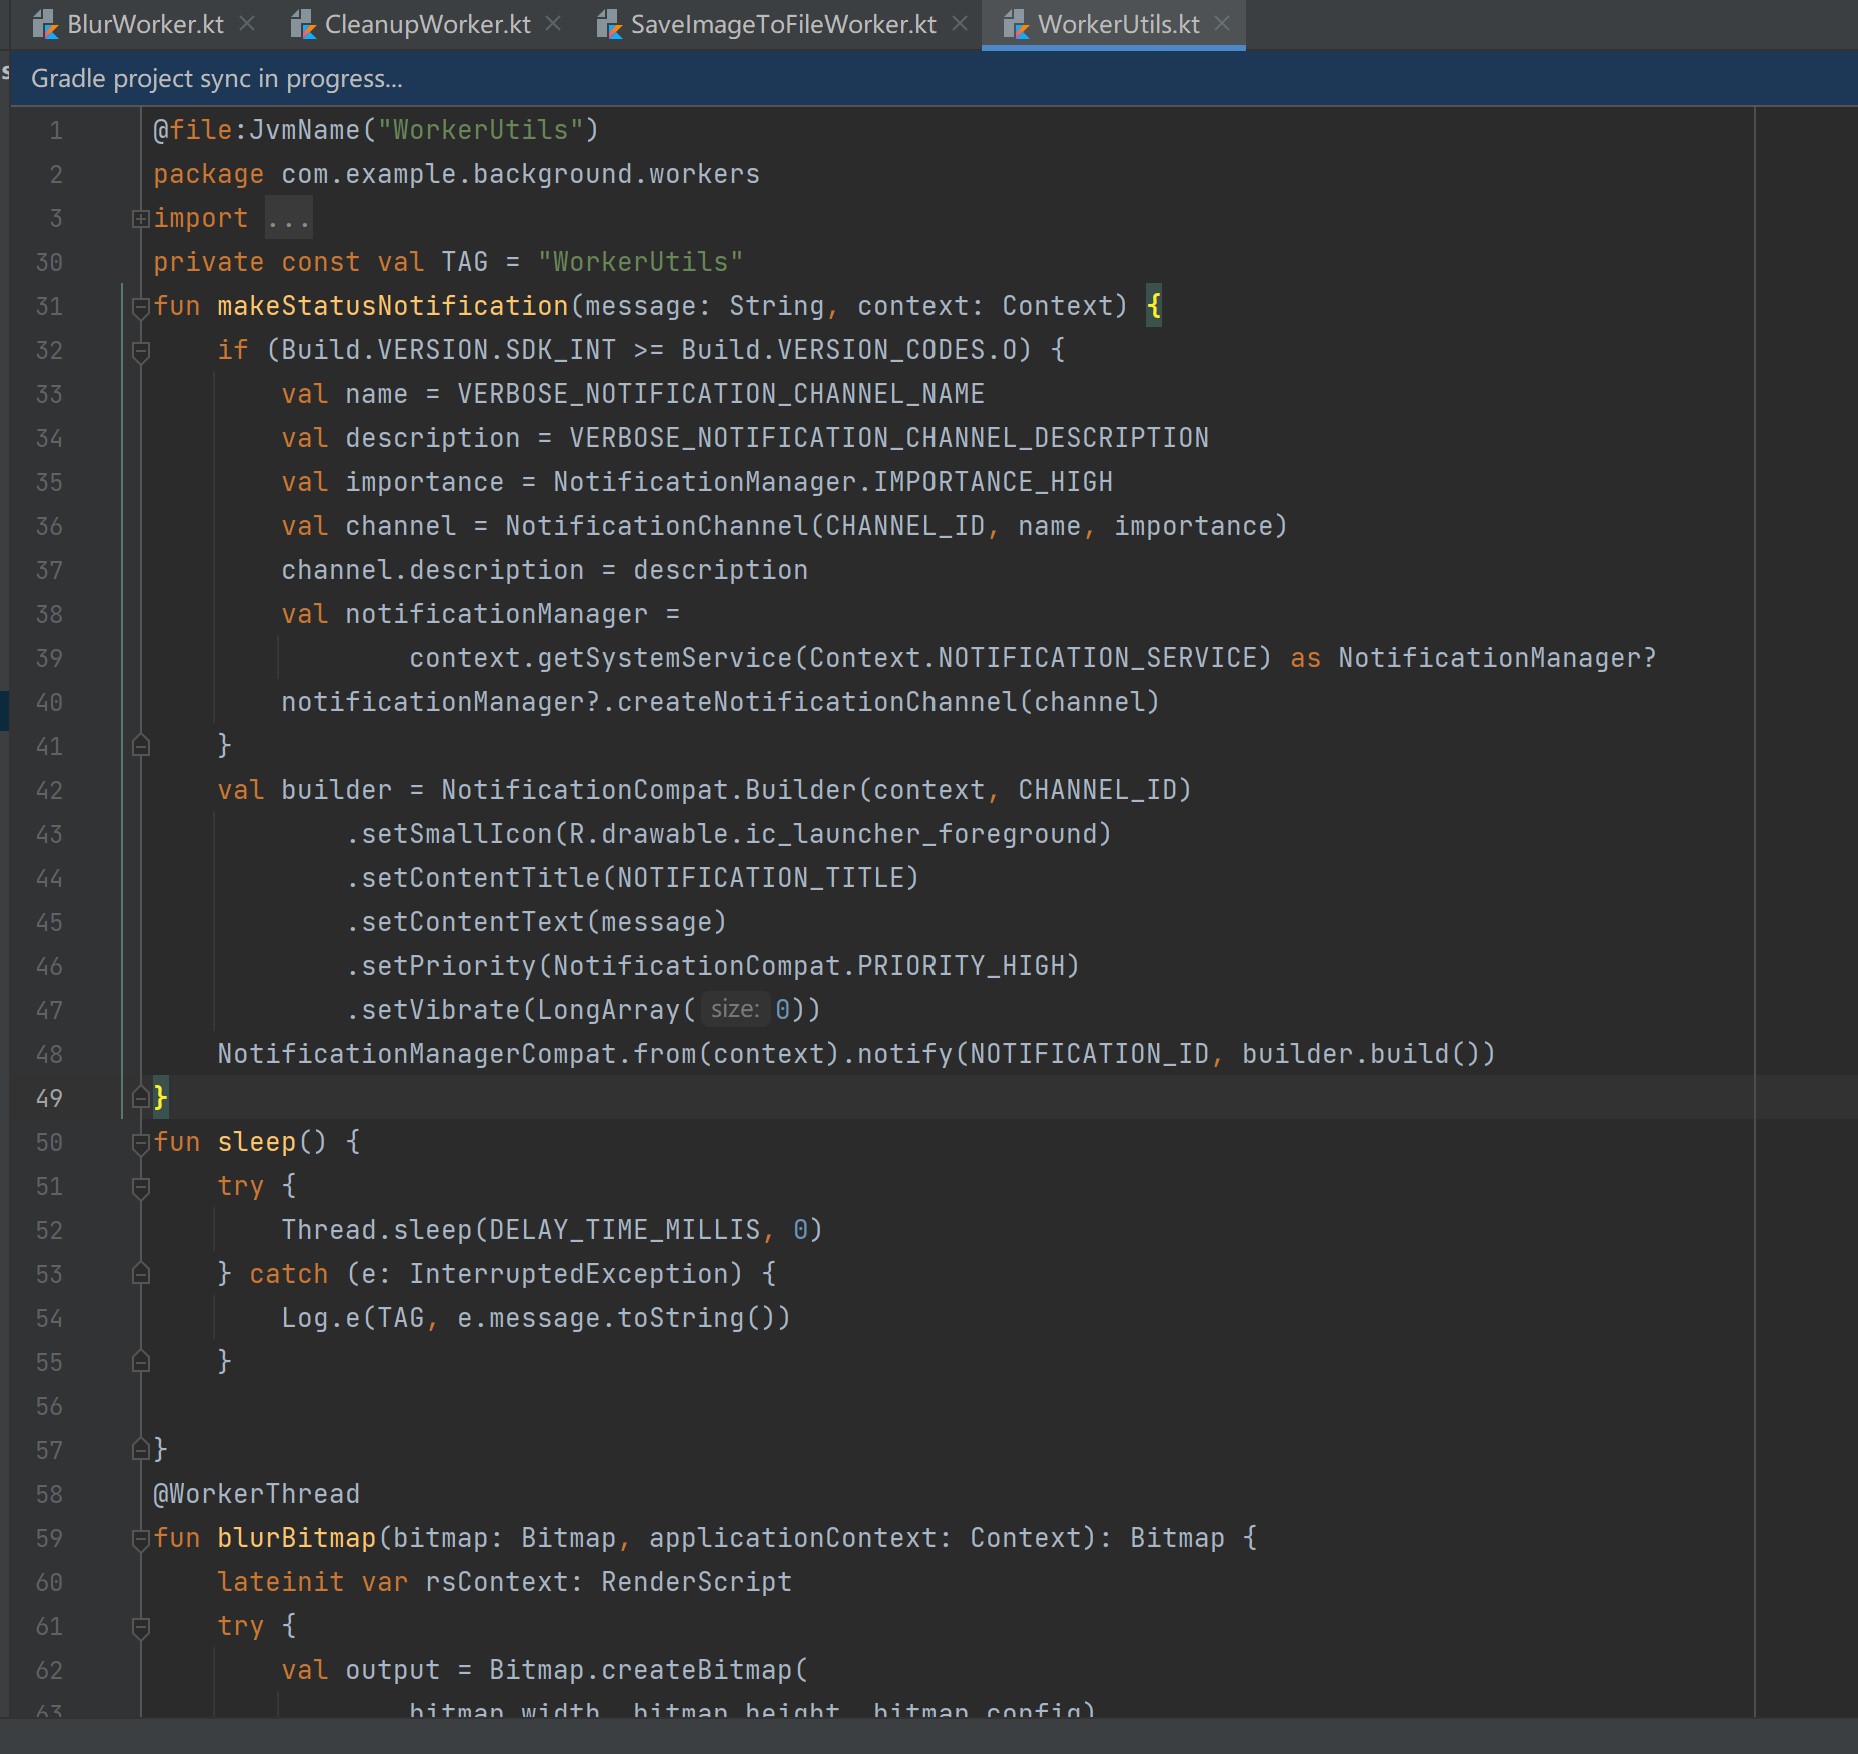 BlurWorker.kt CleanupWorker.kt SaveImageToFileWorker.kt WorkerUtils.kt
s
Gradle project sync in progress...
1 @file:JvmName("WorkerUtils")
2 package com.example.background.workers
3 import ...
30 private const val TAG = "WorkerUtils"
31 fun makeStatusNotification(message: String, context: Context) {
32     if (Build.VERSION.SDK_INT >= Build.VERSION_CODES.O) {
33         val name = VERBOSE_NOTIFICATION_CHANNEL_NAME
34         val description = VERBOSE_NOTIFICATION_CHANNEL_DESCRIPTION
35         val importance = NotificationManager.IMPORTANCE_HIGH
36         val channel = NotificationChannel(CHANNEL_ID, name, importance)
37         channel.description = description
38         val notificationManager =
39                 context.getSystemService(Context.NOTIFICATION_SERVICE) as NotificationManager?
40         notificationManager?.createNotificationChannel(channel)
41     }
42     val builder = NotificationCompat.Builder(context, CHANNEL_ID)
43             .setSmallIcon(R.drawable.ic_launcher_foreground)
44             .setContentTitle(NOTIFICATION_TITLE)
45             .setContentText(message)
46             .setPriority(NotificationCompat.PRIORITY_HIGH)
47             .setVibrate(LongArray( size: 0))
48     NotificationManagerCompat.from(context).notify(NOTIFICATION_ID, builder.build())
49 }
50 fun sleep() {
51     try {
52         Thread.sleep(DELAY_TIME_MILLIS, 0)
53     } catch (e: InterruptedException) {
54         Log.e(TAG, e.message.toString())
55     }
56
57 }
58 @WorkerThread
59 fun blurBitmap(bitmap: Bitmap, applicationContext: Context): Bitmap {
60     lateinit var rsContext: RenderScript
61     try {
62         val output = Bitmap.createBitmap(
63                 bitmap.width, bitmap.height, bitmap.config)